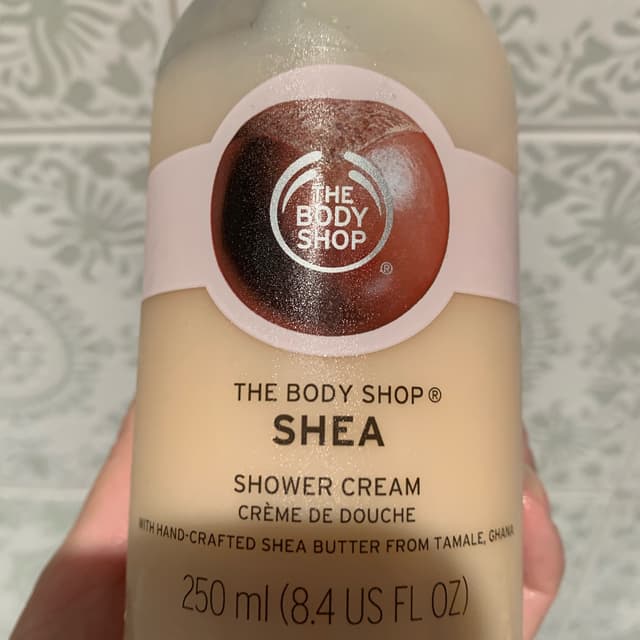 THE
BODY
SHOP
®
THE BODY SHOP®
SHEA
SHOWER CREAM
CRÈME DE DOUCHE
WITH HAND-CRAFTED SHEA BUTTER FROM TAMALE, GHANA
250 ml (8.4 US FL OZ)